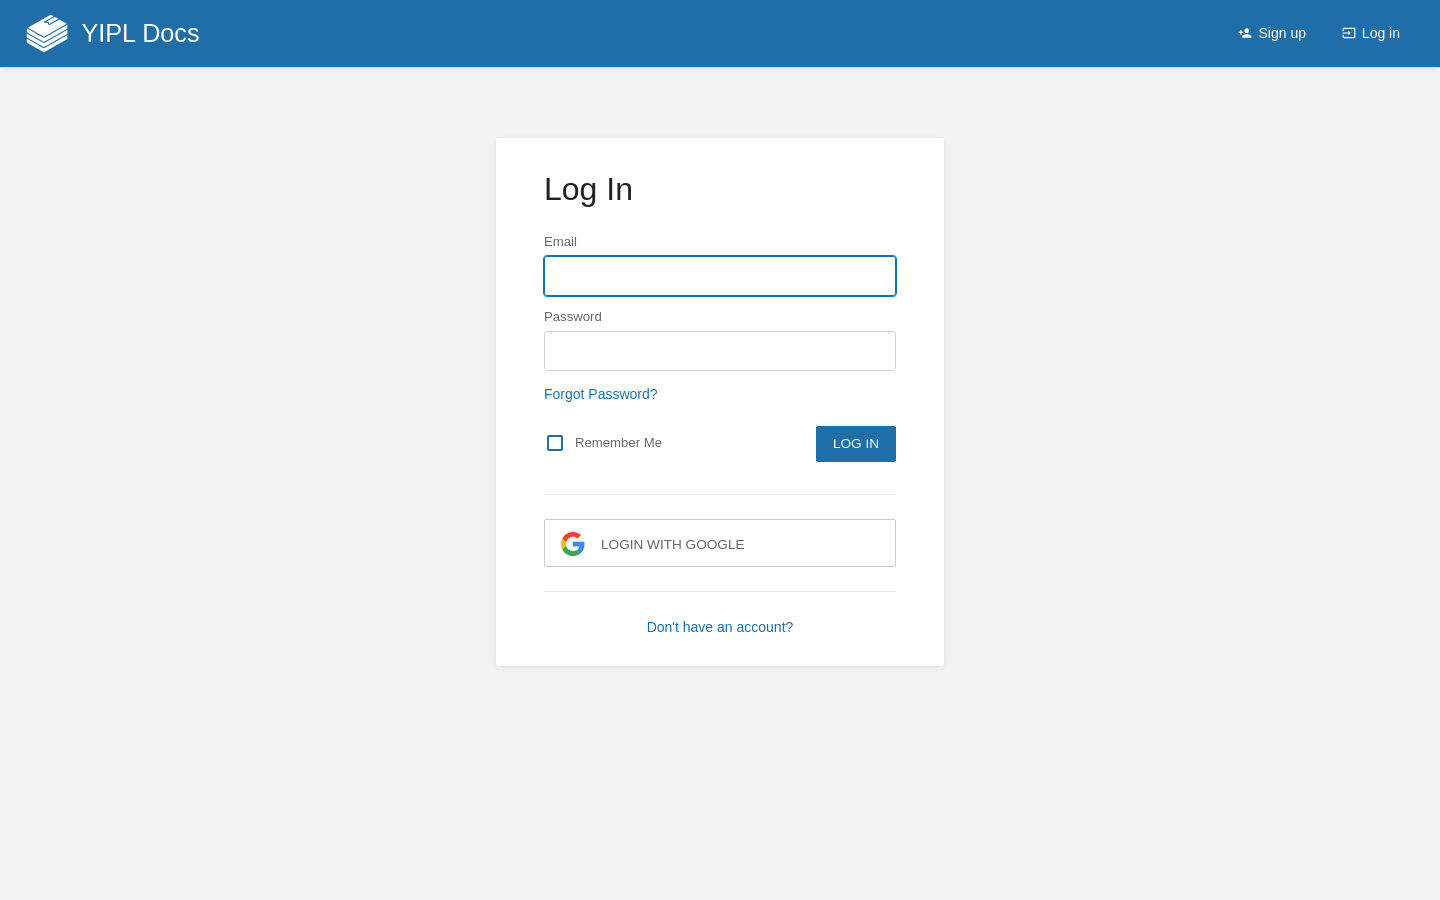 YIPL Docs
Sign up
Log in
Log In
Email
Password
Forgot Password?
Remember Me
LOG IN
LOGIN WITH GOOGLE
Don't have an account?